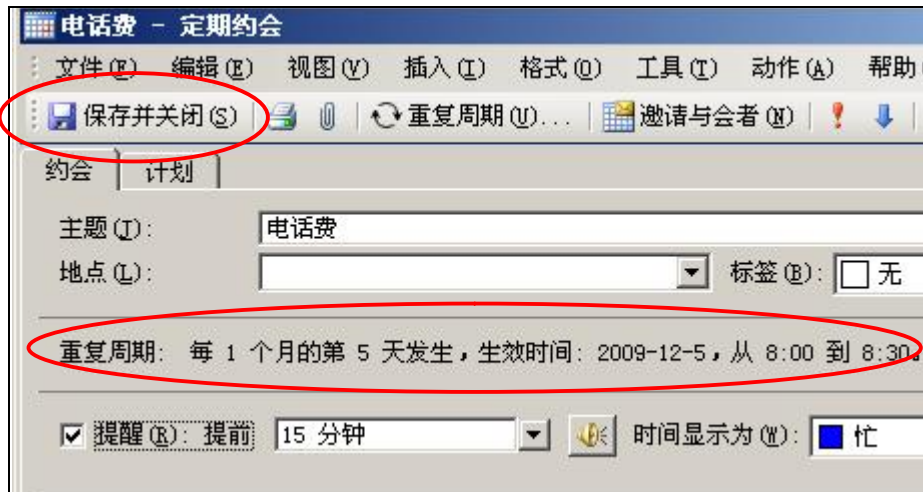 电话费 - 定期约会
文件(F) 编辑(E) 视图(V) 插入(I) 格式(O) 工具(T) 动作(A) 帮助(
保存并关闭(S) 重复周期(U)... 邀请与会者(N)
约会 计划
主题(J): 电话费
地点(L): 标签(B): 无
重复周期: 每 1 个月的第 5 天发生，生效时间: 2009-12-5，从 8:00 到 8:30。
提醒(R): 提前 15 分钟 时间显示为(W): 忙